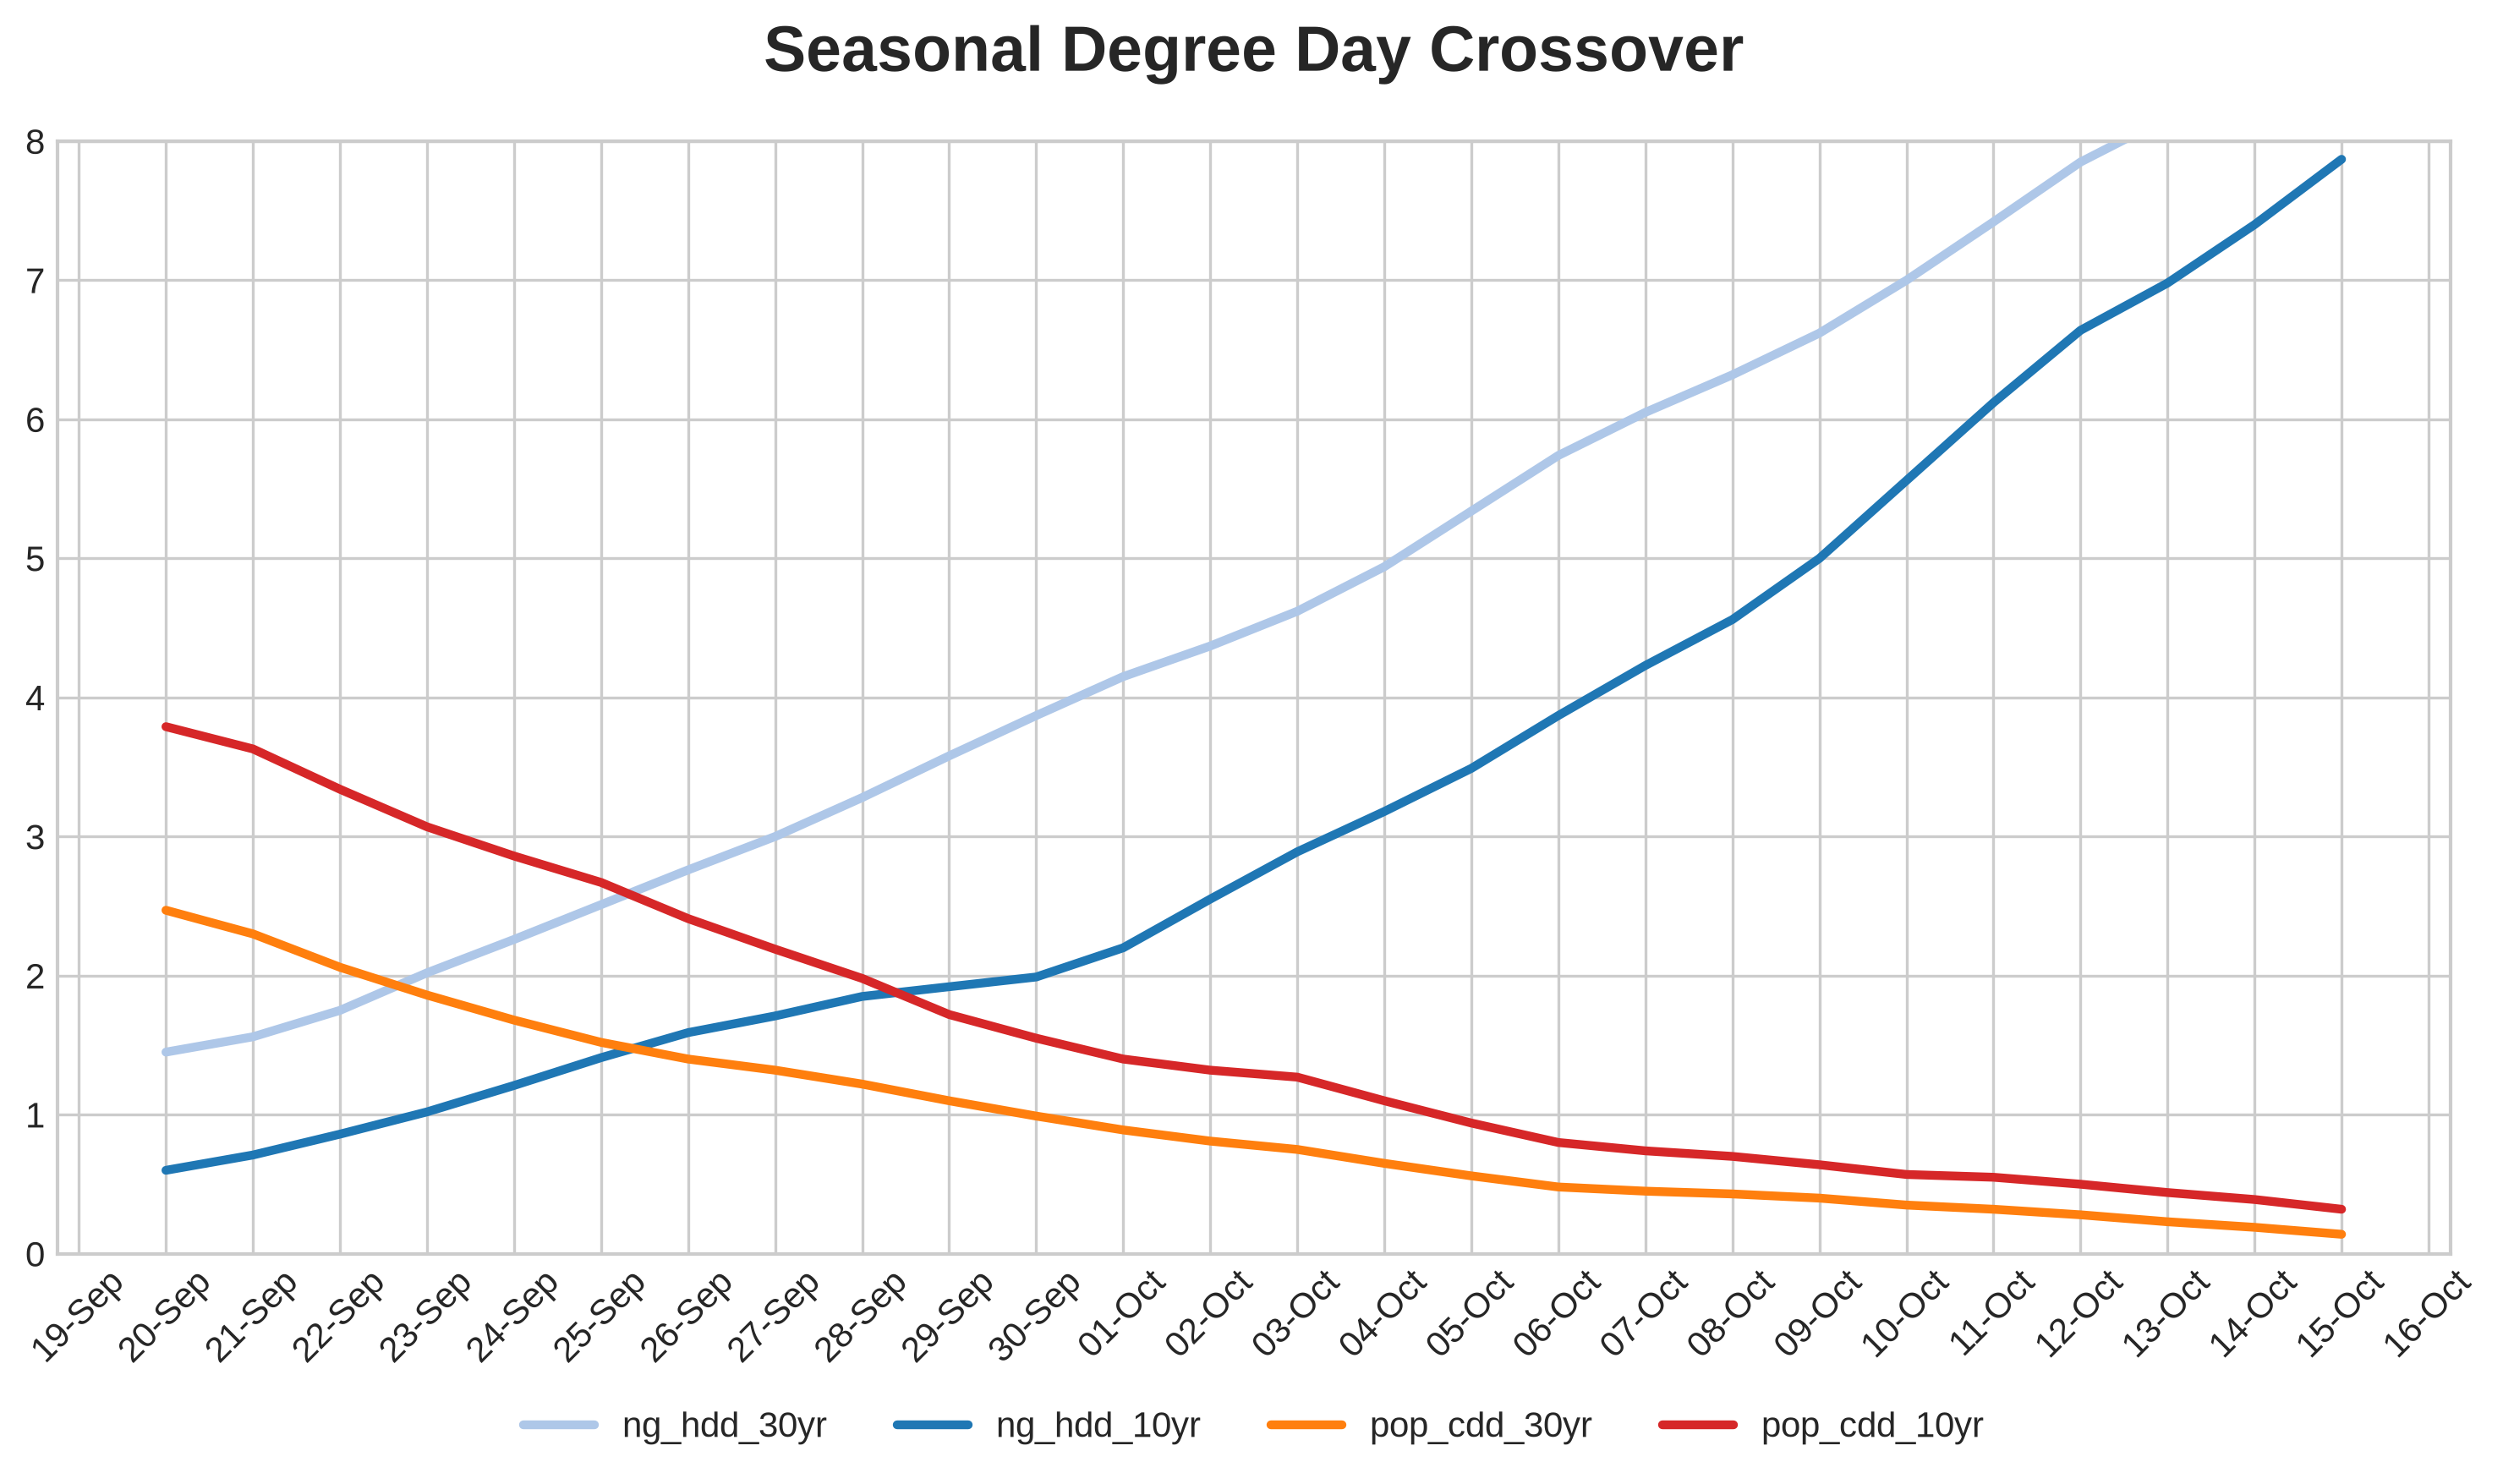 Seasonal Degree Day Crossover
8
7
6
5
4
3
2
1
0
19-Sep
20-Sep
21-Sep
22-Sep
23-Sep
24-Sep
25-Sep
26-Sep
27-Sep
28-Sep
29-Sep
30-Sep
01-Oct
02-Oct
03-Oct
04-Oct
05-Oct
06-Oct
07-Oct
08-Oct
09-Oct
10-Oct
11-Oct
12-Oct
13-Oct
14-Oct
15-Oct
16-Oct
ng_hdd_30yr ng_hdd_10yr pop_cdd_30yr pop_cdd_10yr